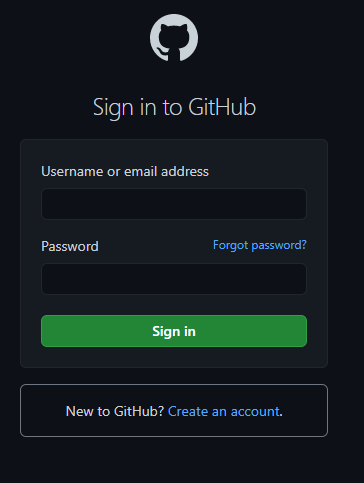 Sign in to GitHub
Username or email address
Password Forgot password?
Sign in
New to GitHub? Create an account.